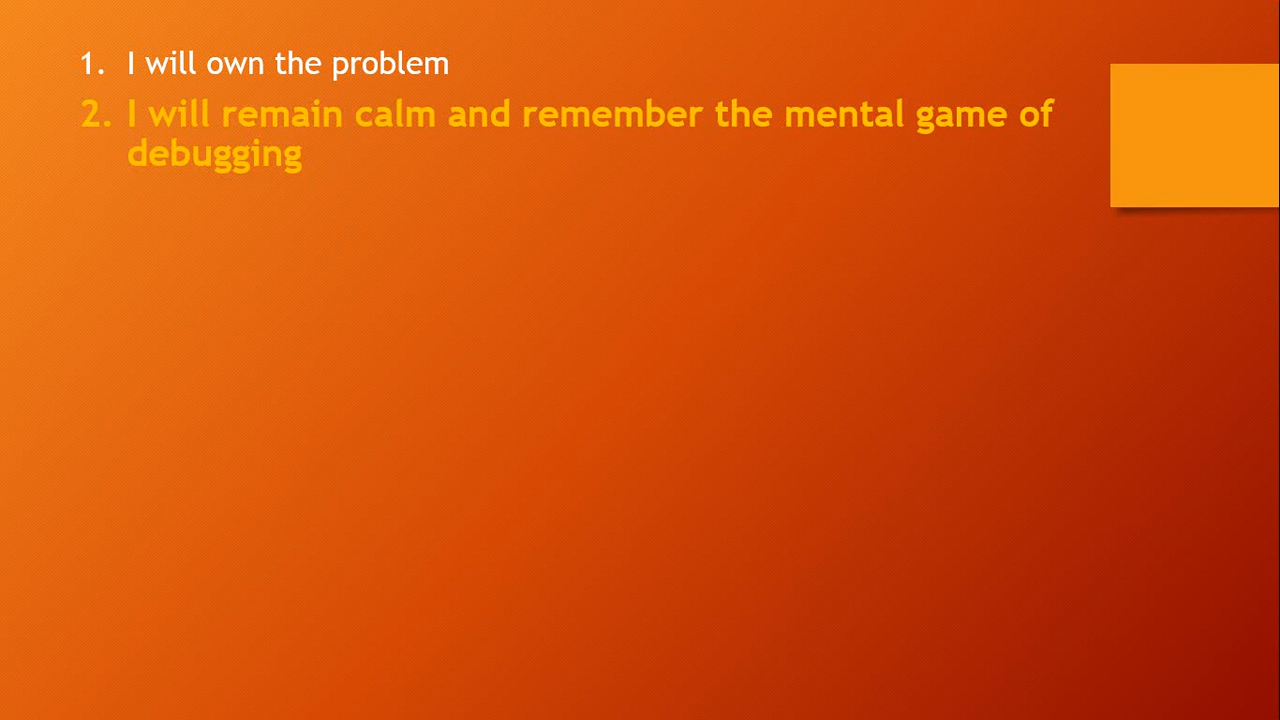 1. I will own the problem
2. I will remain calm and remember the mental game of
debugging